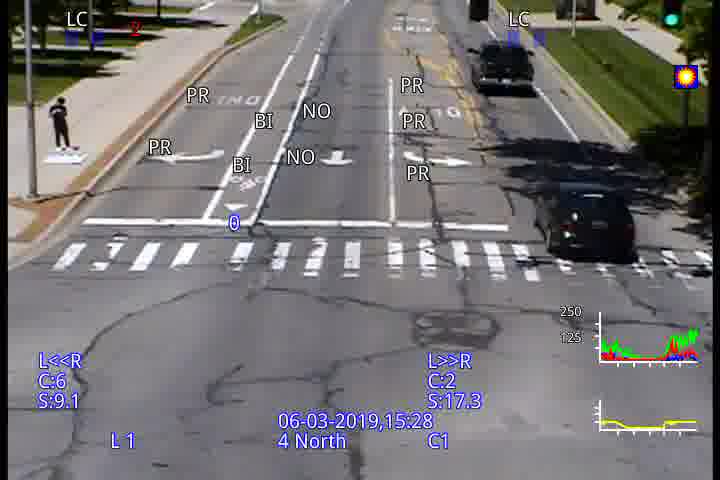 LC
LC
2
PR
PR
NO
BI
PR
PR
NO
BI
PR
0
250
125
L<<R
C:6
S:9.1
L>>R
C:2
S:17.3
06-03-2019,15:28
L 1
4 North
C1